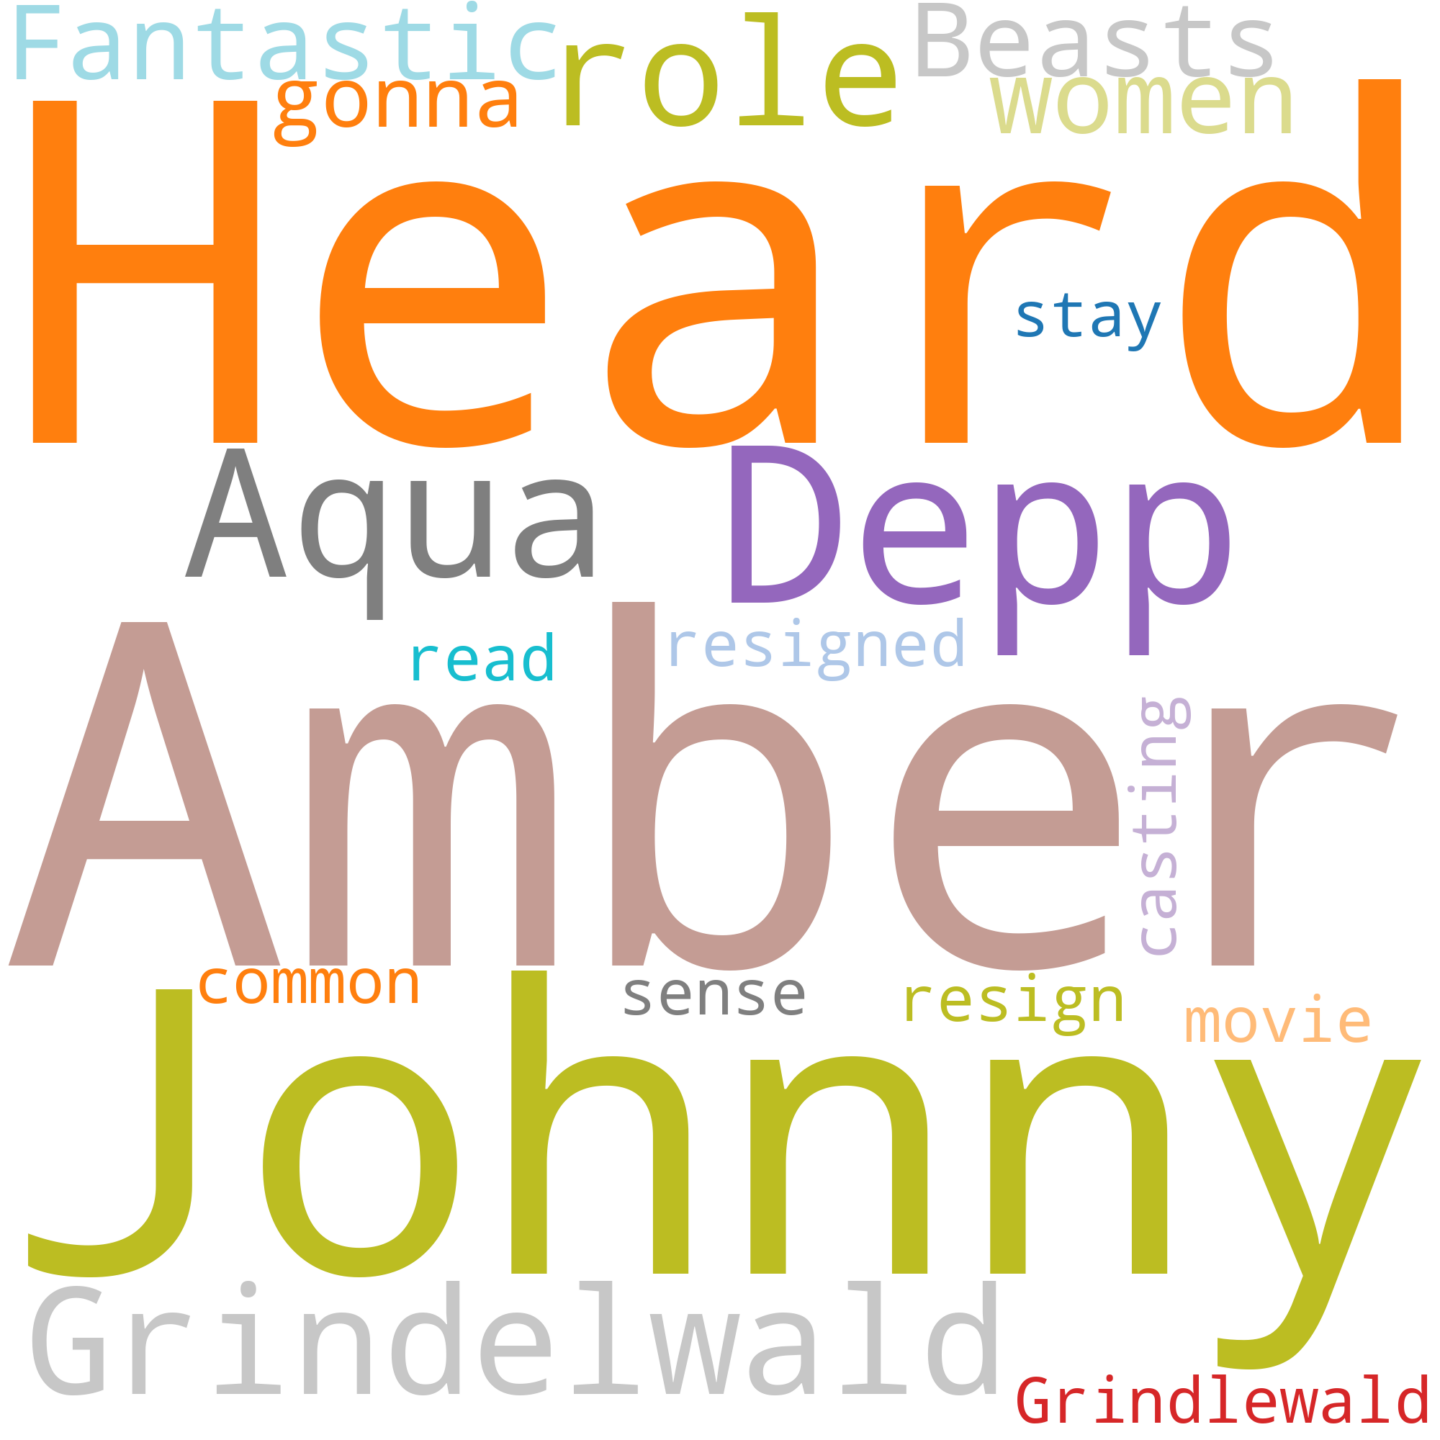 Fantastic role Beasts
gonna women
Heard
stay
Aqua Depp
read resigned
Amber
casting
common sense resign movie
Johnny
Grindelwald
Grindlewald